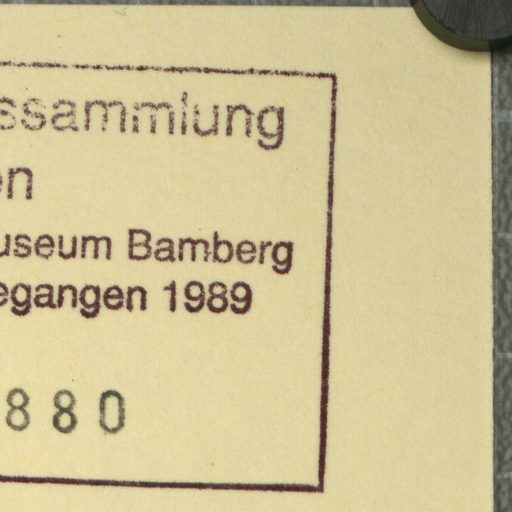 ssammlung
en
useum Bamberg
egangen 1989
880